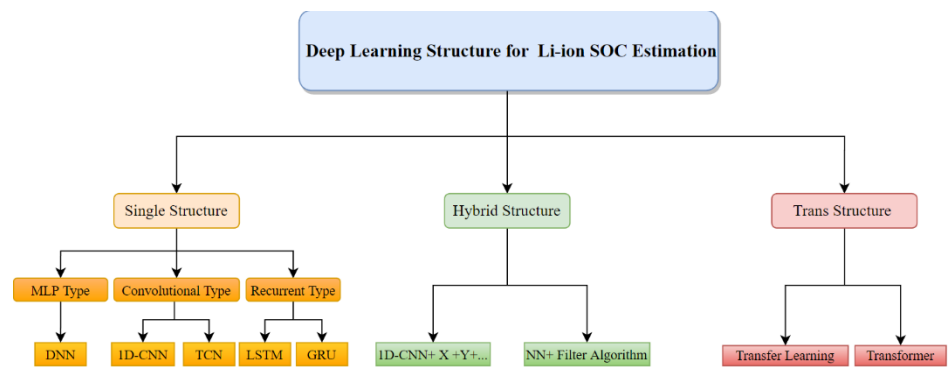 Deep Learning Structure for Li-ion SOC Estimation
Single Structure
Hybrid Structure
Trans Structure
MLP Type
Convolutional Type
Recurrent Type
DNN
1D-CNN
TCN
LSTM
GRU
1D-CNN+ X +Y+...
NN+ Filter Algorithm
Transfer Learning
Transformer